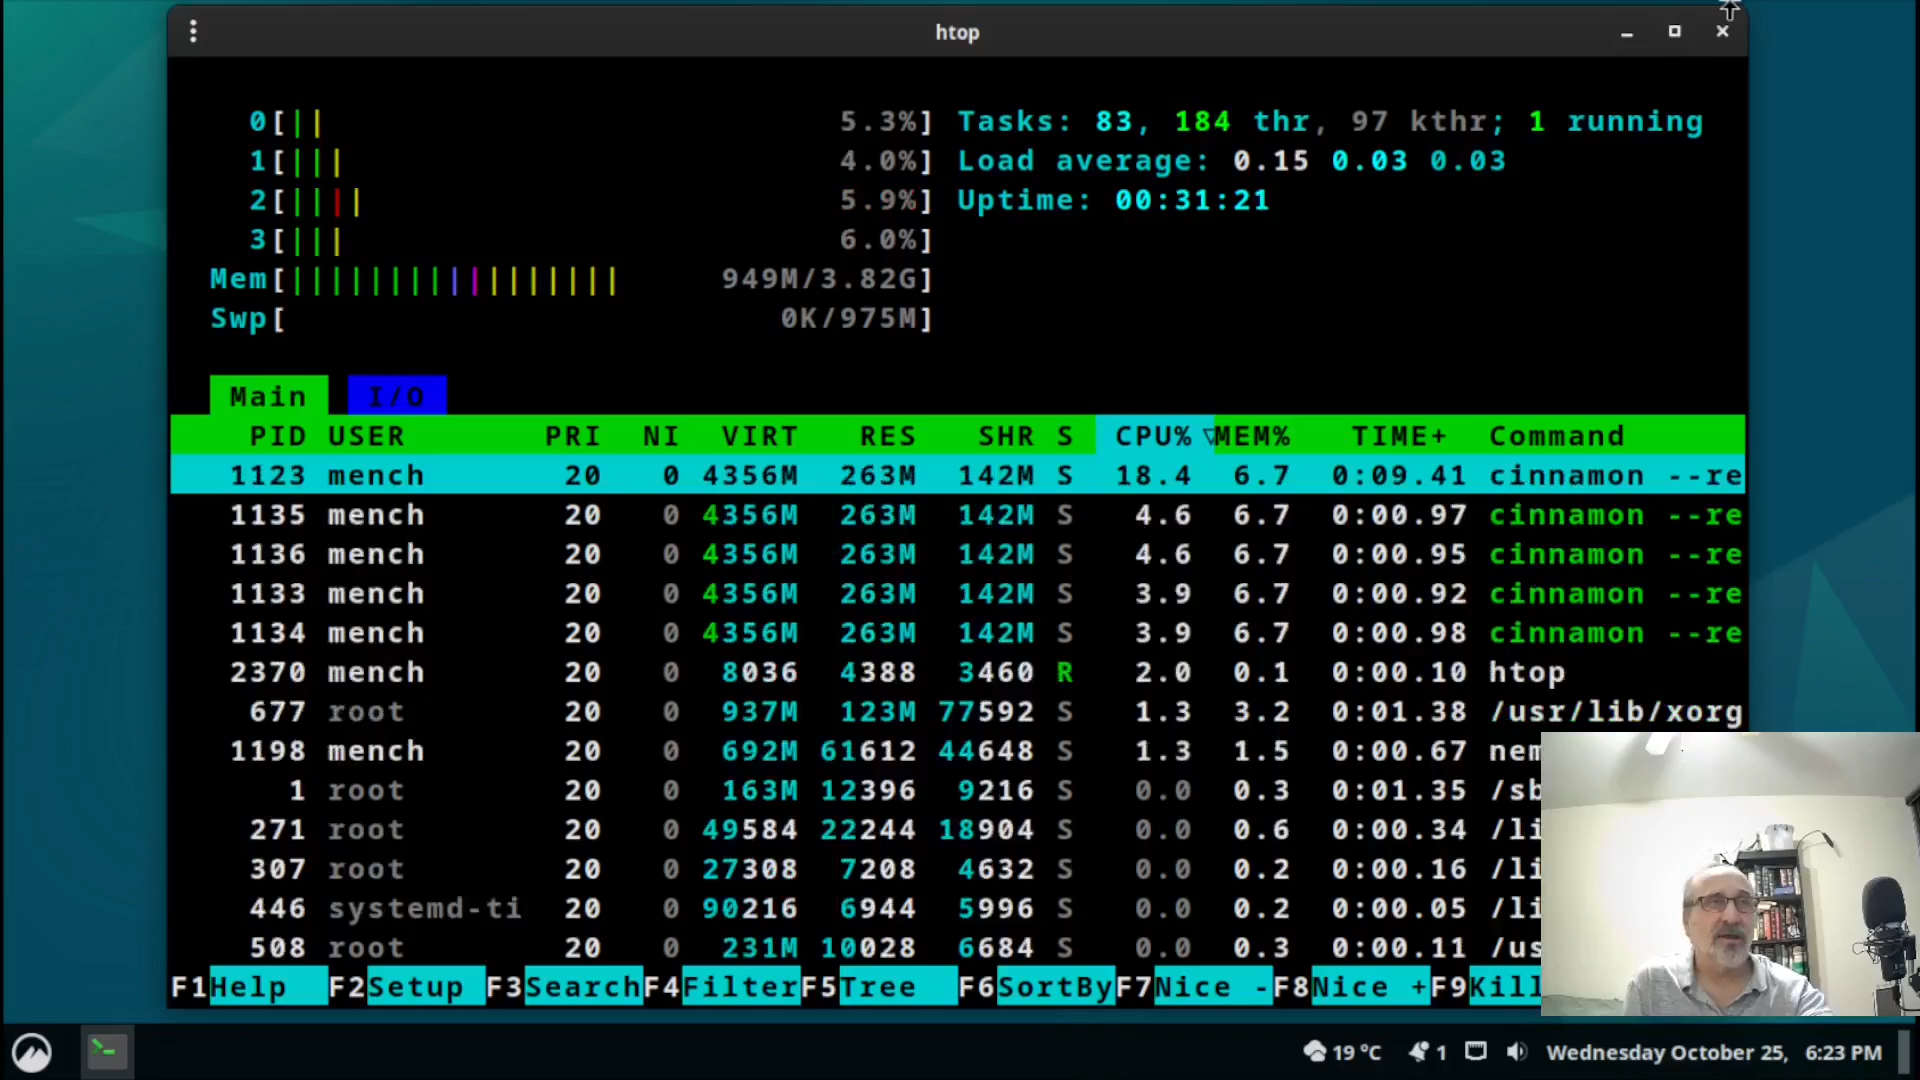 htop
0[|| 5.3%] Tasks: 83, 184 thr, 97 kthr; 1 running
1[||| 4.0%] Load average: 0.15 0.03 0.03
2[|||| 5.9%] Uptime: 00:31:21
3[||| 6.0%]
Mem[||||||||||||||||| 949M/3.82G]
Swp[ 0K/975M]
Main I/O
PID USER PRI NI VIRT RES SHR S CPU%▽MEM% TIME+ Command
1123 mench 20 0 4356M 263M 142M S 18.4 6.7 0:09.41 cinnamon --re
1135 mench 20 0 4356M 263M 142M S 4.6 6.7 0:00.97 cinnamon --re
1136 mench 20 0 4356M 263M 142M S 4.6 6.7 0:00.95 cinnamon --re
1133 mench 20 0 4356M 263M 142M S 3.9 6.7 0:00.92 cinnamon --re
1134 mench 20 0 4356M 263M 142M S 3.9 6.7 0:00.98 cinnamon --re
2370 mench 20 0 8036 4388 3460 R 2.0 0.1 0:00.10 htop
677 root 20 0 937M 123M 77592 S 1.3 3.2 0:01.38 /usr/lib/xorg
1198 mench 20 0 692M 61612 44648 S 1.3 1.5 0:00.67 nem
1 root 20 0 163M 12396 9216 S 0.0 0.3 0:01.35 /sb
271 root 20 0 49584 22244 18904 S 0.0 0.6 0:00.34 /li
307 root 20 0 27308 7208 4632 S 0.0 0.2 0:00.16 /li
446 systemd-ti 20 0 90216 6944 5996 S 0.0 0.2 0:00.05 /li
508 root 20 0 231M 10028 6684 S 0.0 0.3 0:00.11 /us
F1Help F2Setup F3SearchF4FilterF5Tree F6SortByF7Nice -F8Nice +F9Kill
19 °C 1 Wednesday October 25, 6:23 PM